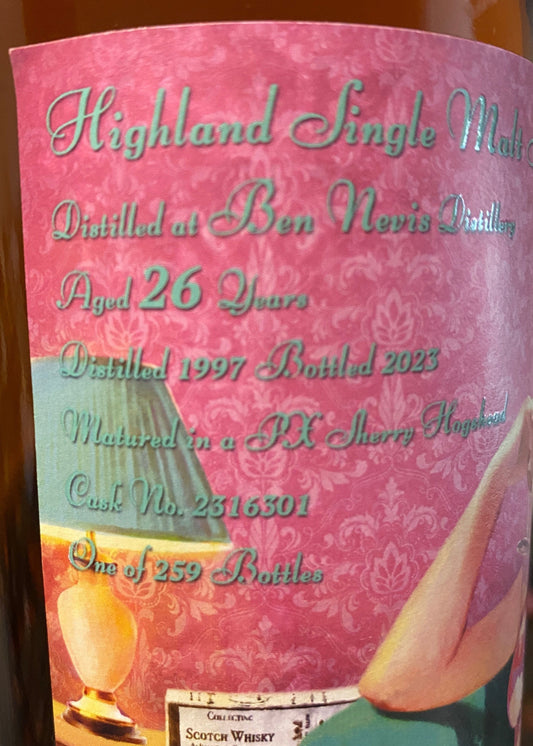 Highland Single Malt
Distilled at Ben Nevis Distillery
Aged 26 Years
Distilled 1997 Bottled 2023
Matured in a PX Sherry Hogshead
Cask No. 2316301
One of 259 Bottles
COLLECTING
SCOTCH WHISKY